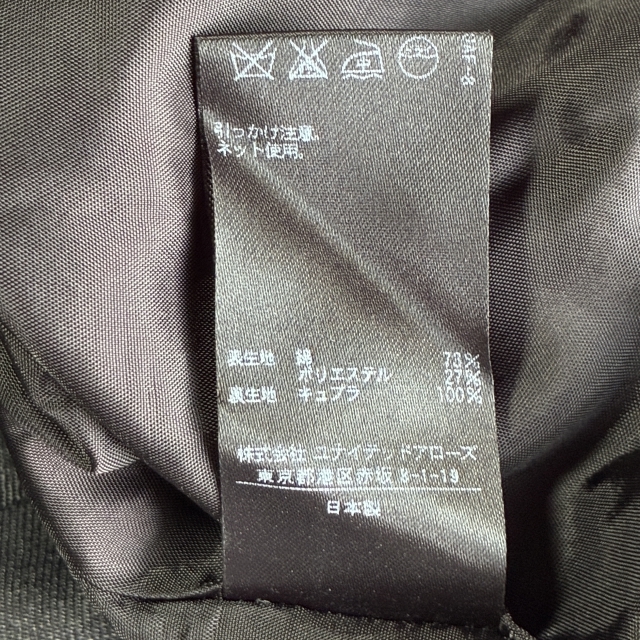 引っかけ注意。
ネット使用。
表生地 綿 73%
ポリエステル 27%
裏生地 キュプラ 100%
株式会社 ユナイテッドアローズ
東京都港区赤坂 8-1-19
日本製